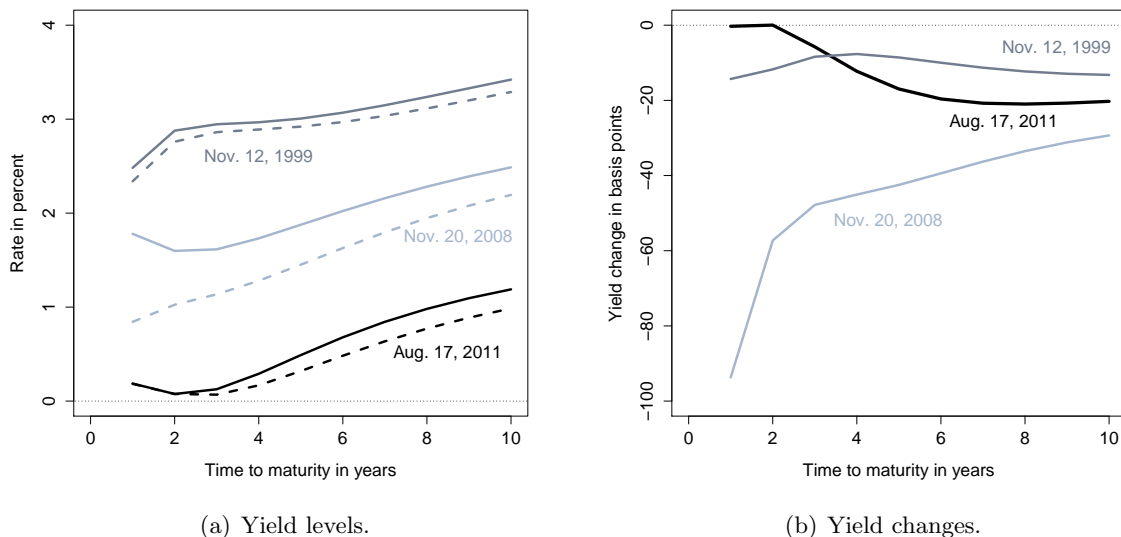 Rate in percent
4
3
2
1
0
0 2 4 6 8 10
Time to maturity in years
Nov. 12, 1999
Nov. 20, 2008
Aug. 17, 2011
(a) Yield levels.
Yield change in basis points
0
−20
−40
−60
−80
−100
0 2 4 6 8 10
Time to maturity in years
Nov. 12, 1999
Aug. 17, 2011
Nov. 20, 2008
(b) Yield changes.